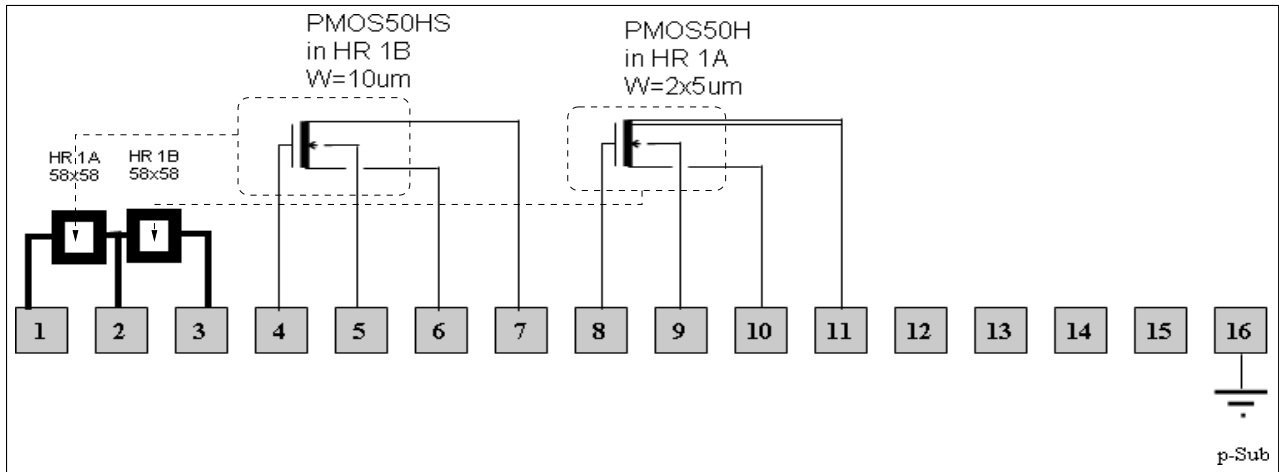 PMOS50HS
in HR 1B
W=10um
PMOS50H
in HR 1A
W=2x5um
HR 1A
58x58
HR 1B
58x58
1 2 3 4 5 6 7 8 9 10 11 12 13 14 15 16
p-Sub